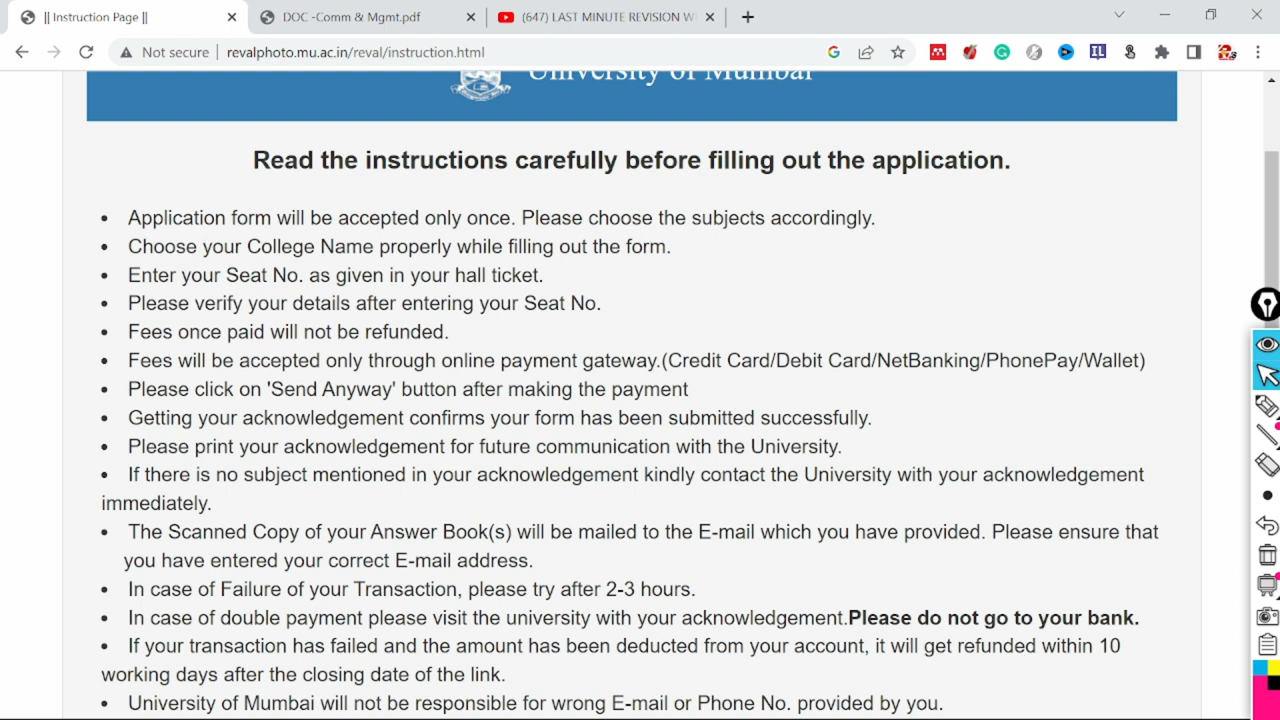 || Instruction Page ||
DOC -Comm & Mgmt.pdf
(647) LAST MINUTE REVISION W
Not secure
revalphoto.mu.ac.in/reval/instruction.html
University of Mumbai
Read the instructions carefully before filling out the application.
• Application form will be accepted only once. Please choose the subjects accordingly.
• Choose your College Name properly while filling out the form.
• Enter your Seat No. as given in your hall ticket.
• Please verify your details after entering your Seat No.
• Fees once paid will not be refunded.
• Fees will be accepted only through online payment gateway.(Credit Card/Debit Card/NetBanking/PhonePay/Wallet)
• Please click on 'Send Anyway' button after making the payment
• Getting your acknowledgement confirms your form has been submitted successfully.
• Please print your acknowledgement for future communication with the University.
• If there is no subject mentioned in your acknowledgement kindly contact the University with your acknowledgement
immediately.
• The Scanned Copy of your Answer Book(s) will be mailed to the E-mail which you have provided. Please ensure that
you have entered your correct E-mail address.
• In case of Failure of your Transaction, please try after 2-3 hours.
• In case of double payment please visit the university with your acknowledgement.Please do not go to your bank.
• If your transaction has failed and the amount has been deducted from your account, it will get refunded within 10
working days after the closing date of the link.
• University of Mumbai will not be responsible for wrong E-mail or Phone No. provided by you.